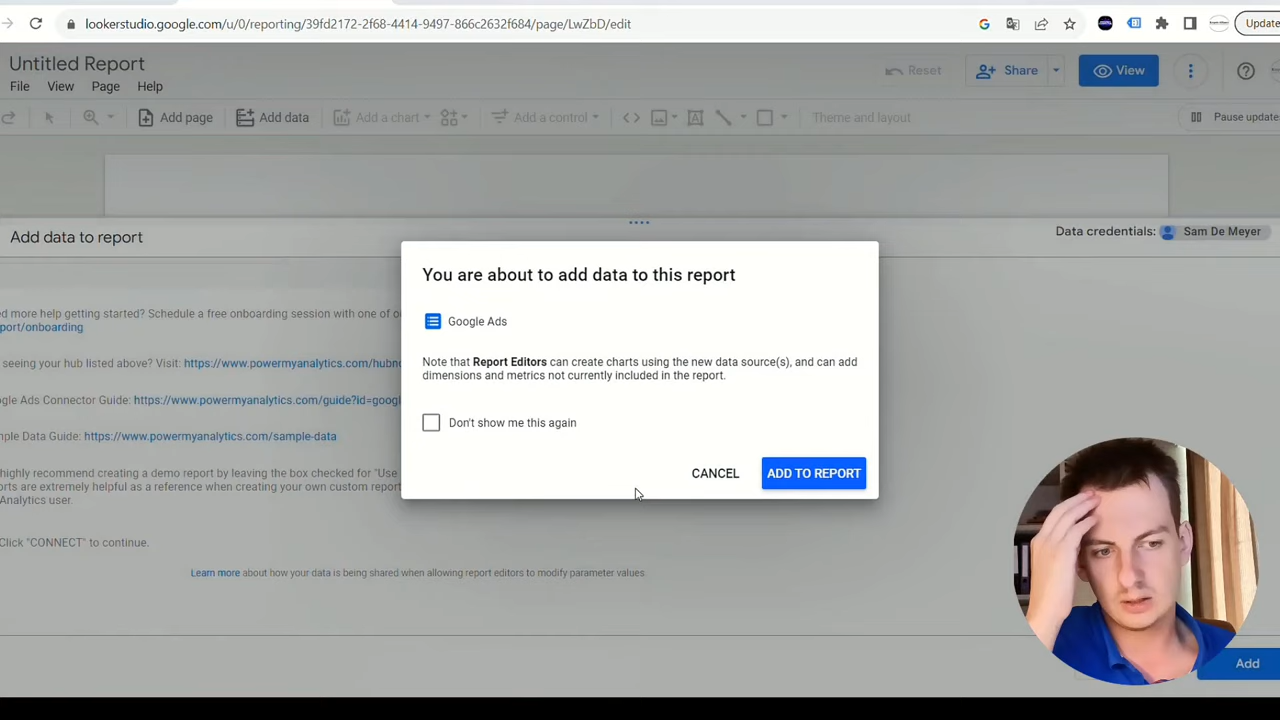 lookerstudio.google.com/u/0/reporting/39fd2172-2f68-4414-9497-866c2632f684/page/LwZbD/edit
Update
Untitled Report
Reset
Share
View
File View Page Help
Add page
Add data
Add a chart
Add a control
Theme and layout
Pause update
Add data to report
Data credentials: Sam De Meyer
You are about to add data to this report
Google Ads
Note that Report Editors can create charts using the new data source(s), and can add
dimensions and metrics not currently included in the report.
Don't show me this again
CANCEL
ADD TO REPORT
ed more help getting started? Schedule a free onboarding session with one of
port/onboarding
seeing your hub listed above? Visit: https://www.powermyanalytics.com/hubno
gle Ads Connector Guide: https://www.powermyanalytics.com/guide?id=googl
mple Data Guide: https://www.powermyanalytics.com/sample-data
highly recommend creating a demo report by leaving the box checked for "Use
orts are extremely helpful as a reference when creating your own custom report
Analytics user.
Click "CONNECT" to continue.
Learn more about how your data is being shared when allowing report editors to modify parameter values.
Add